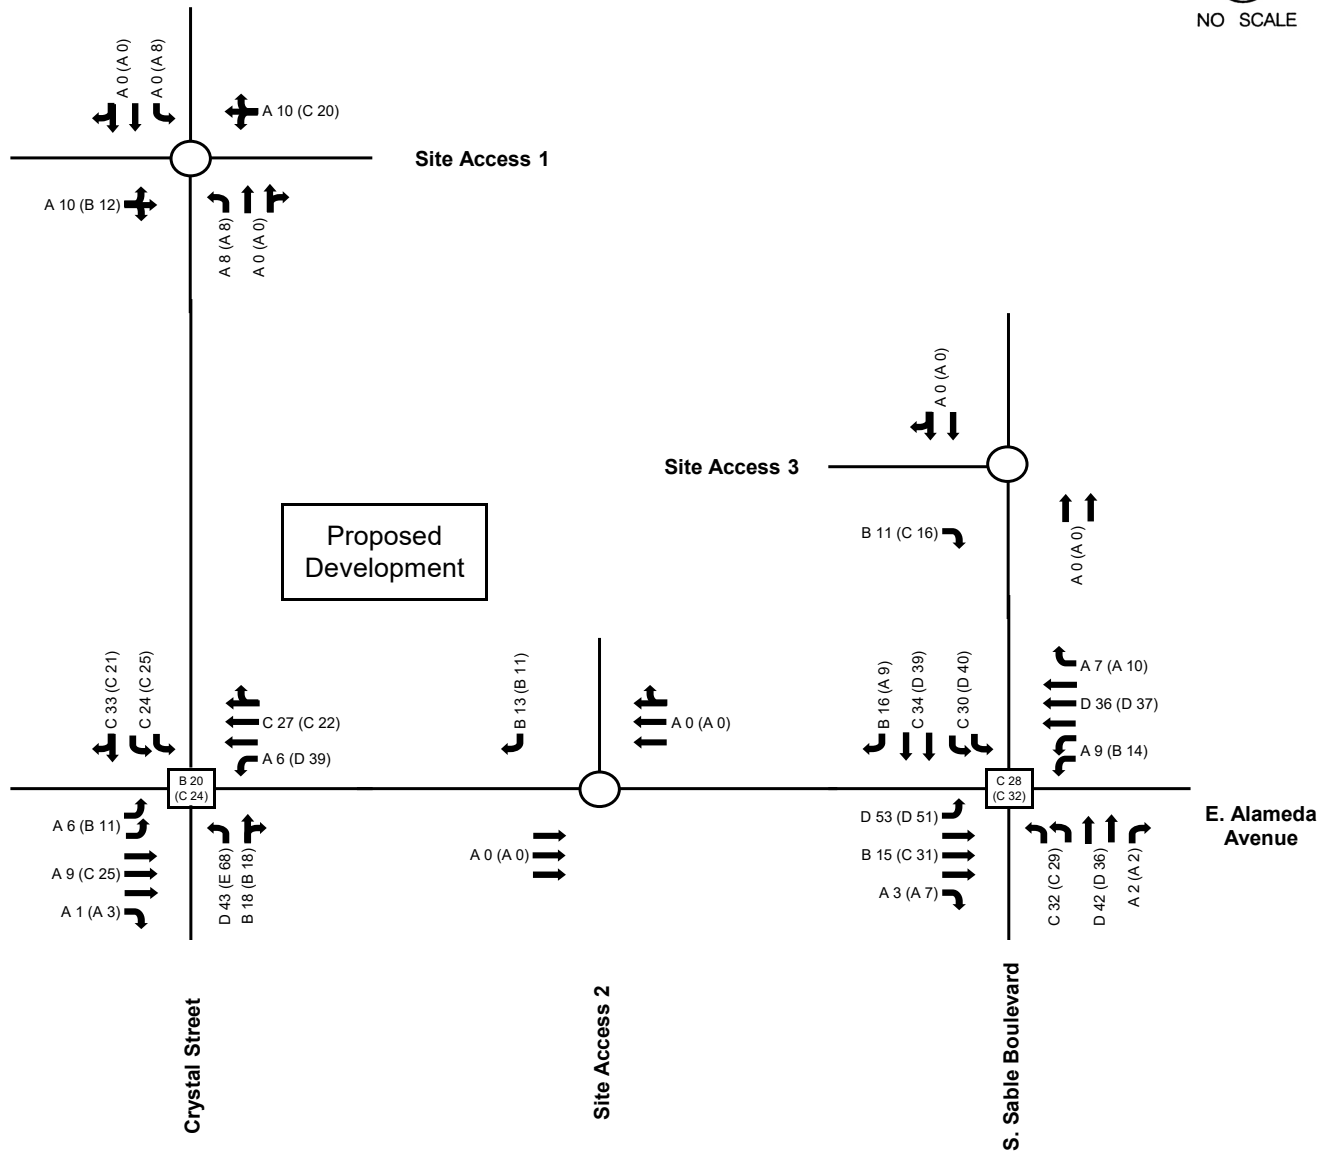 NO SCALE
A 0 (A 0)
A 0 (A 8)
A 10 (C 20)
Site Access 1
A 10 (B 12)
A 8 (A 8)
A 0 (A 0)
A 0 (A 0)
Site Access 3
B 11 (C 16)
A 0 (A 0)
Proposed
Development
C 33 (C 21)
C 24 (C 25)
C 27 (C 22)
A 6 (D 39)
B 20
(C 24)
A 6 (B 11)
A 9 (C 25)
A 1 (A 3)
D 43 (E 68)
B 18 (B 18)
B 13 (B 11)
A 0 (A 0)
A 0 (A 0)
B 16 (A 9)
C 34 (D 39)
C 30 (D 40)
A 7 (A 10)
D 36 (D 37)
A 9 (B 14)
C 28
(C 32)
D 53 (D 51)
B 15 (C 31)
A 3 (A 7)
C 32 (C 29)
D 42 (D 36)
A 2 (A 2)
E. Alameda
Avenue
Crystal Street
Site Access 2
S. Sable Boulevard